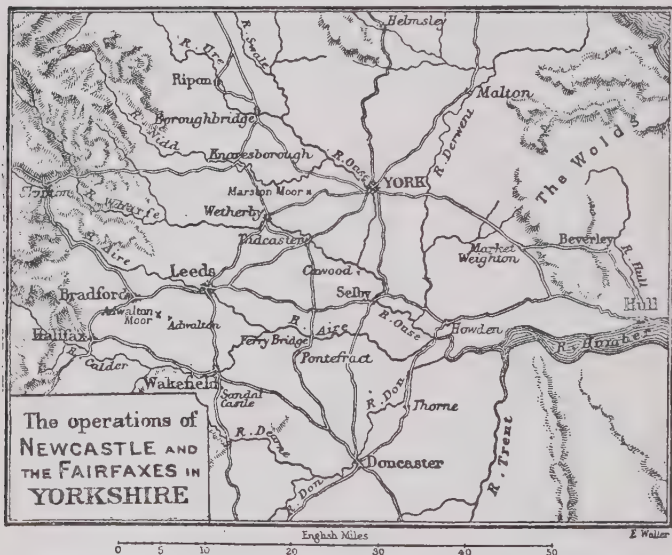 Helmsley
R. Ure
R. Swale
Ripon
Malton
Boroughbridge
R. Nidd
R. Ouse
R. Derwent
The Wolds
Knaresborough
Marston Moor
YORK
Skipton
R. Wharfe
Wetherby
Tadcaster
Market
Weighton
Beverley
R. Hull
R. Aire
Leeds
Cawood
Selby
Hull
Bradford
Adwalton
Moor
Adwalton
R. Ouse
Howden
Halifax
R. Aire
Ferry Bridge
R. Humber
R.
Calder
Pontefract
Wakefield
Sandal
Castle
R. Don
Thorne
R. Trent
The operations of
NEWCASTLE AND
THE FAIRFAXES IN
YORKSHIRE
R. Dearne
Doncaster
R. Don
English Miles
E Waller
0 5 10 20 30 40 50